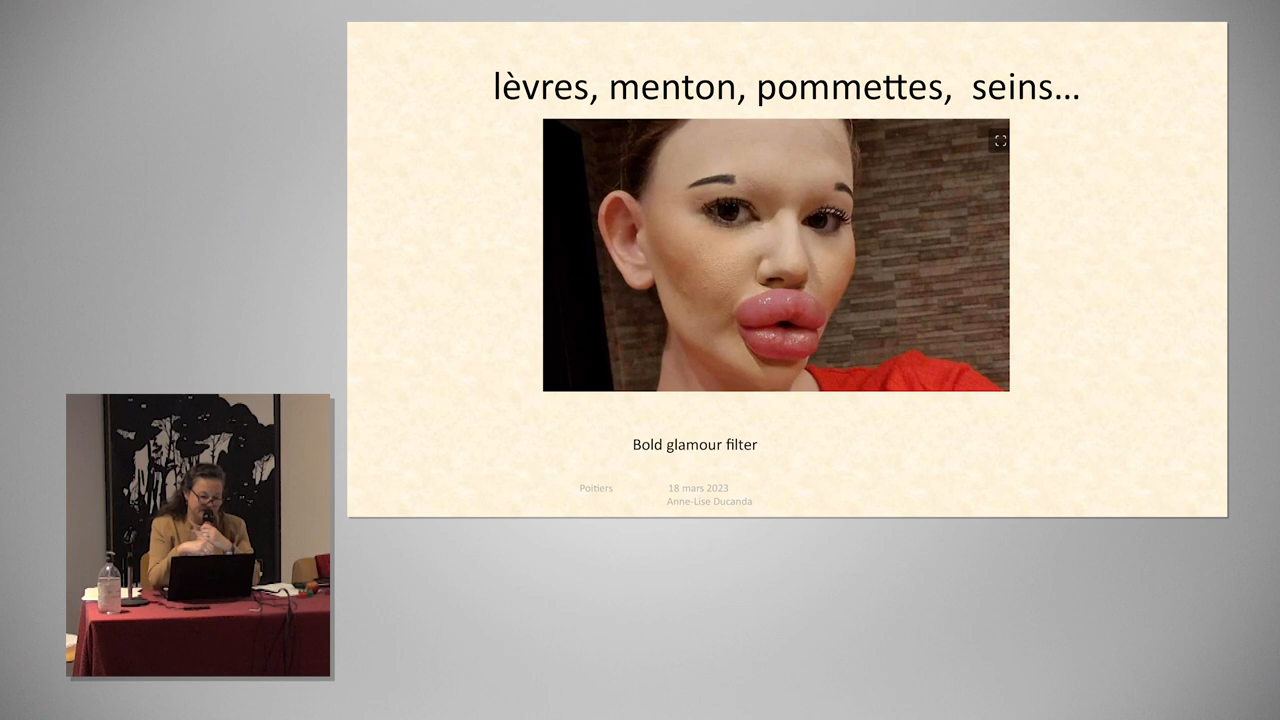 lèvres, menton, pommettes, seins...
Bold glamour filter
Poitiers 18 mars 2023
Anne-Lise Ducanda